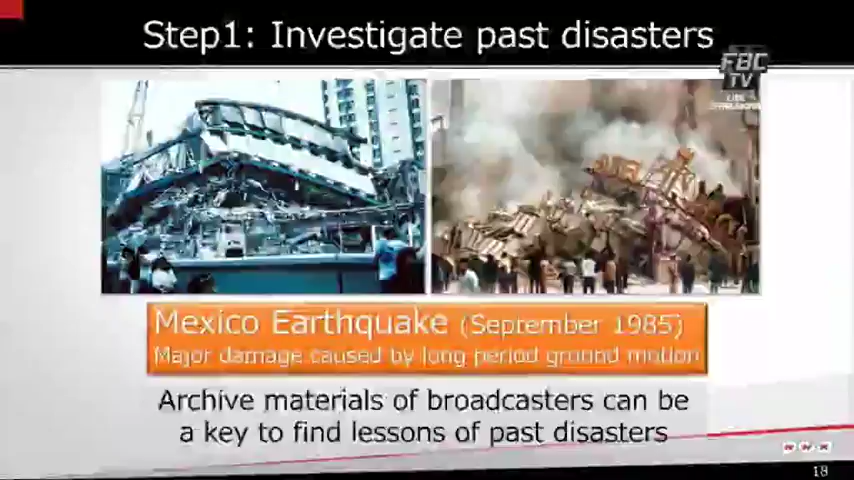 Step1: Investigate past disasters
FBC
TV
Mexico Earthquake (September 1985)
Major damage caused by long period ground motion
Archive materials of broadcasters can be
a key to find lessons of past disasters
18